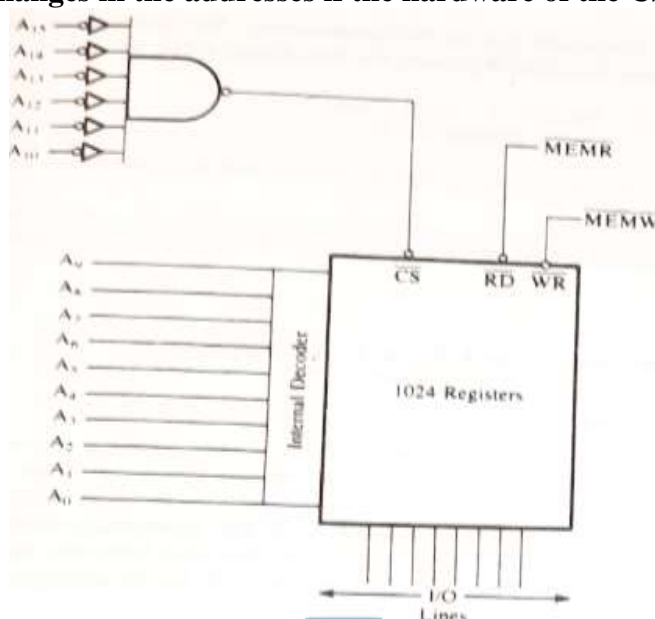 hanges in the addresses if the hardware of the
A₁₅
A₁₄
A₁₃
A₁₂
A₁₁
A₁₀
MEMR
MEMW
CS RD WR
A₉
A₈
A₇
A₆
A₅
A₄
A₃
A₂
A₁
A₀
Internal Decoder
1024 Registers
I/O
Lines